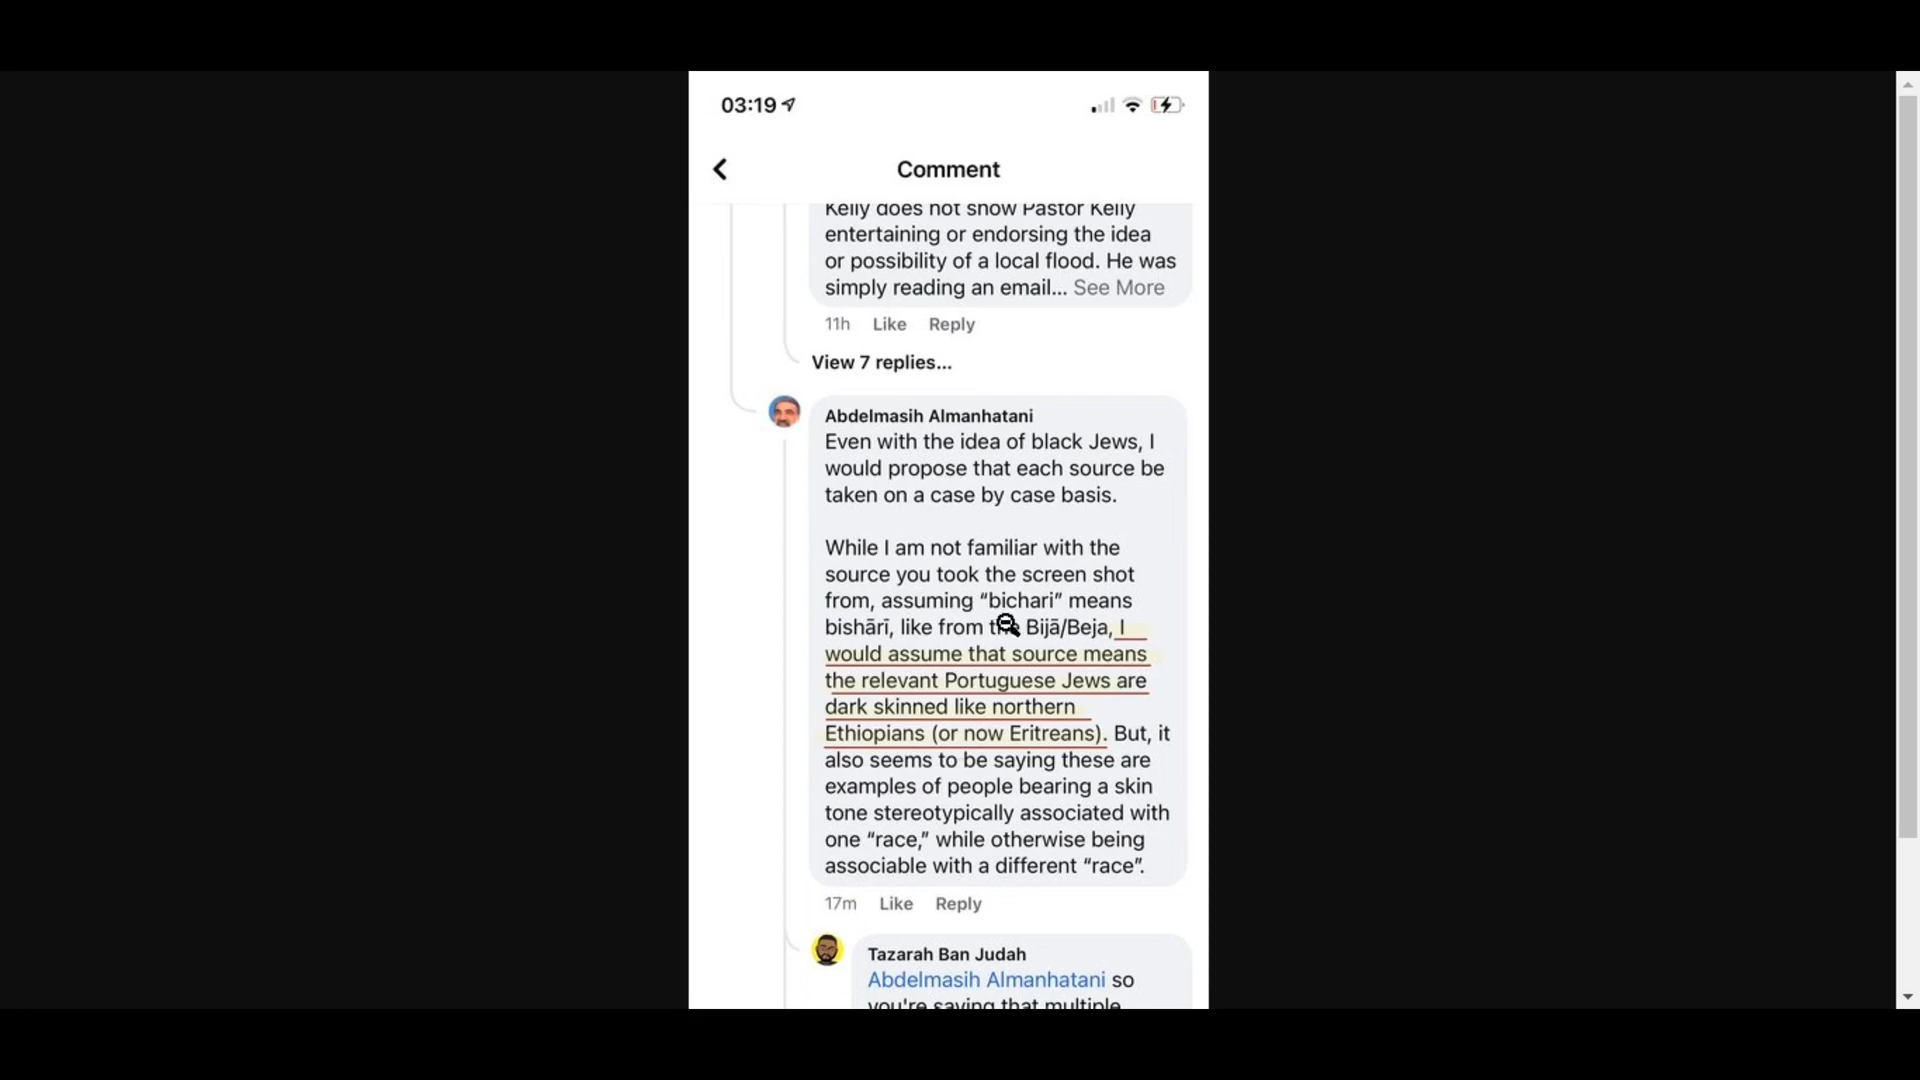 03:19
Comment
Kelly does not show Pastor Kelly
entertaining or endorsing the idea
or possibility of a local flood. He was
simply reading an email... See More
11h Like Reply
View 7 replies...
Abdelmasih Almanhatani
Even with the idea of black Jews, I
would propose that each source be
taken on a case by case basis.
While I am not familiar with the
source you took the screen shot
from, assuming “bichari” means
bishārī, like from the Bijā/Beja, I
would assume that source means
the relevant Portuguese Jews are
dark skinned like northern
Ethiopians (or now Eritreans). But, it
also seems to be saying these are
examples of people bearing a skin
tone stereotypically associated with
one “race,” while otherwise being
associable with a different “race”.
17m Like Reply
Tazarah Ban Judah
Abdelmasih Almanhatani so
you're saying that multiple